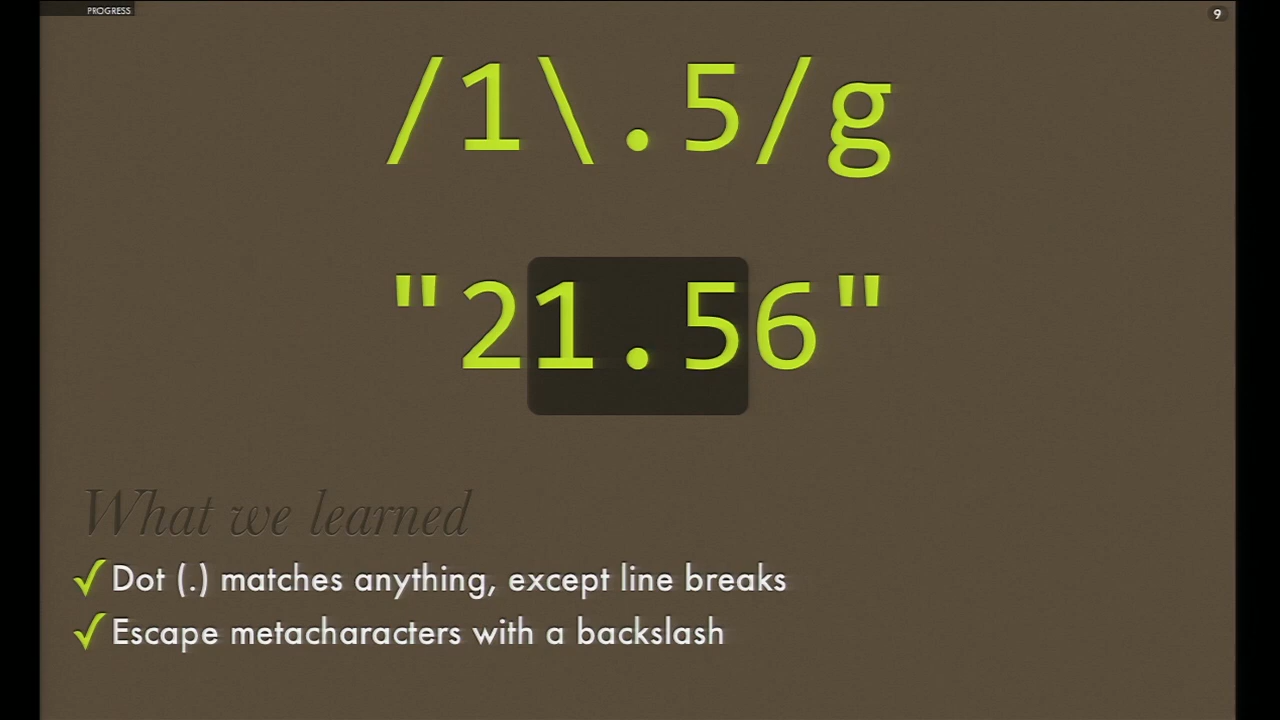 PROGRESS
9
/1\.5/g
"21.56"
What we learned
✓ Dot (.) matches anything, except line breaks
✓ Escape metacharacters with a backslash